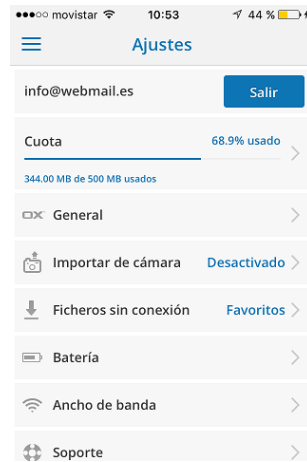 movistar 10:53 44 %
Ajustes
info@webmail.es Salir
Cuota 68.9% usado
344.00 MB de 500 MB usados
OX General
Importar de cámara Desactivado
Ficheros sin conexión Favoritos
Batería
Ancho de banda
Soporte